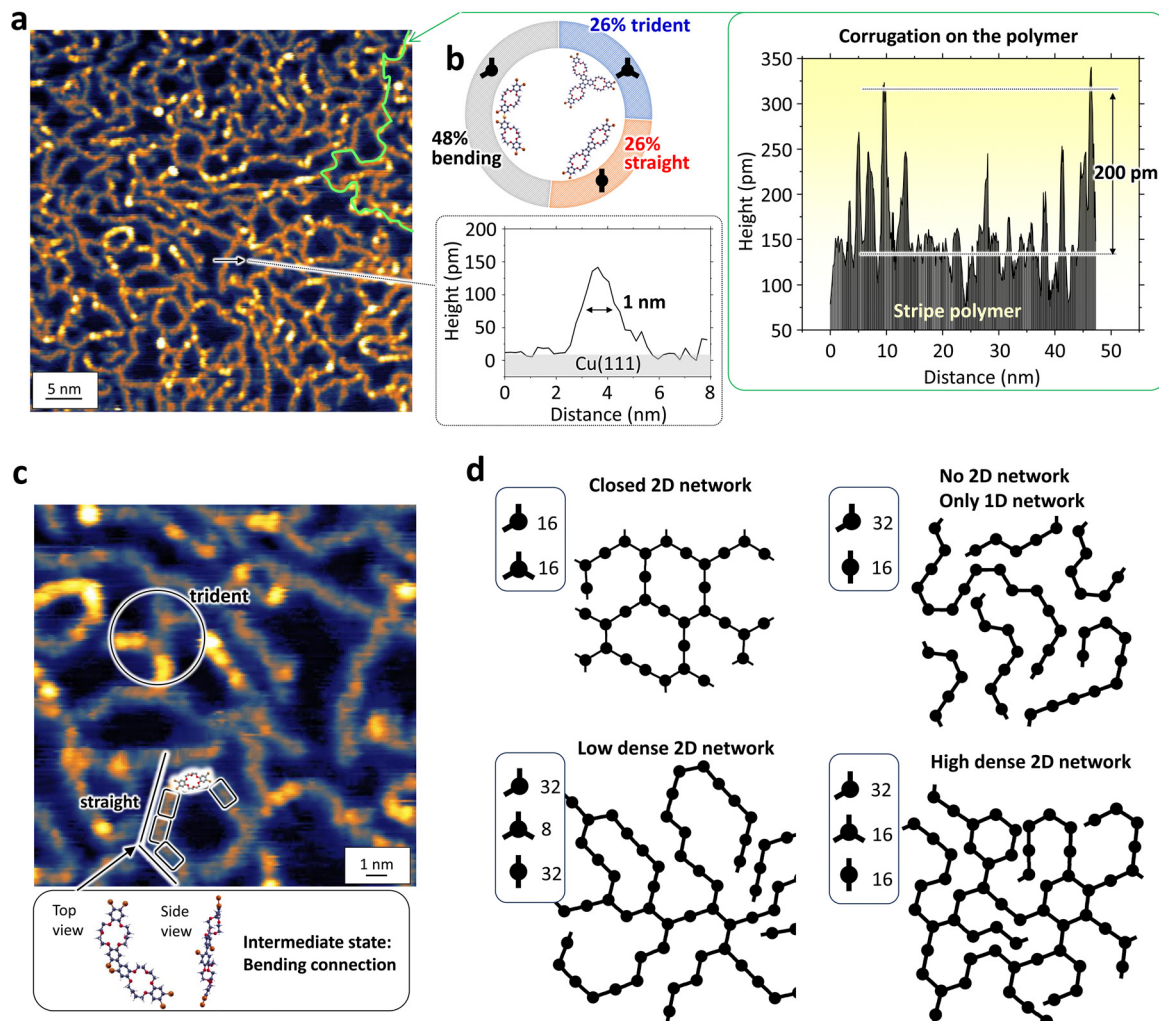 a
5 nm
b
26% trident
48%
bending
26%
straight
Height (pm)
200
150
100
50
0
1 nm
Cu(111)
0 2 4 6 8
Distance (nm)
Corrugation on the polymer
Height (pm)
350
300
250
200
150
100
50
200 pm
Stripe polymer
0 10 20 30 40 50
Distance (nm)
c
trident
straight
1 nm
Top
view
Side
view
Intermediate state:
Bending connection
d
Closed 2D network
16
16
No 2D network
Only 1D network
32
16
Low dense 2D network
32
8
32
High dense 2D network
32
16
16